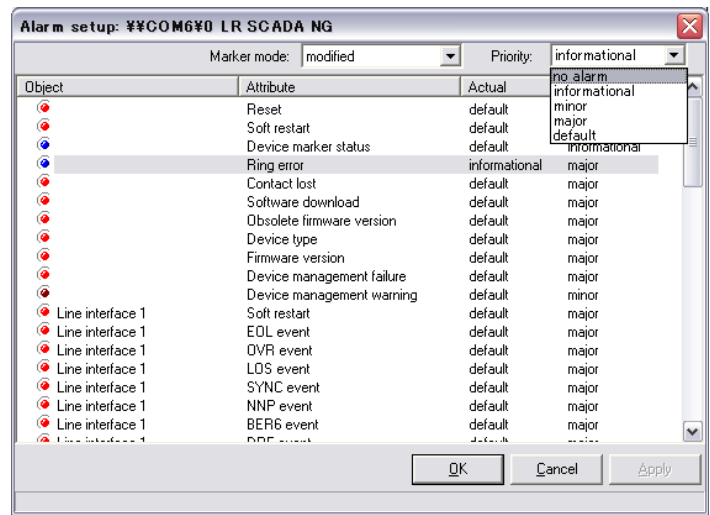 Alarm setup: ¥¥COM6¥0 LR SCADA NG
Marker mode: modified Priority: informational
Object Attribute Actual
no alarm
informational
minor
major
default
Reset default
Soft restart default
Device marker status default informational
Ring error informational major
Contact lost default major
Software download default major
Obsolete firmware version default major
Device type default major
Firmware version default major
Device management failure default major
Device management warning default minor
Line interface 1 Soft restart default major
Line interface 1 EOL event default major
Line interface 1 OVR event default major
Line interface 1 LOS event default major
Line interface 1 SYNC event default major
Line interface 1 NNP event default major
Line interface 1 BER6 event default major
OK Cancel Apply